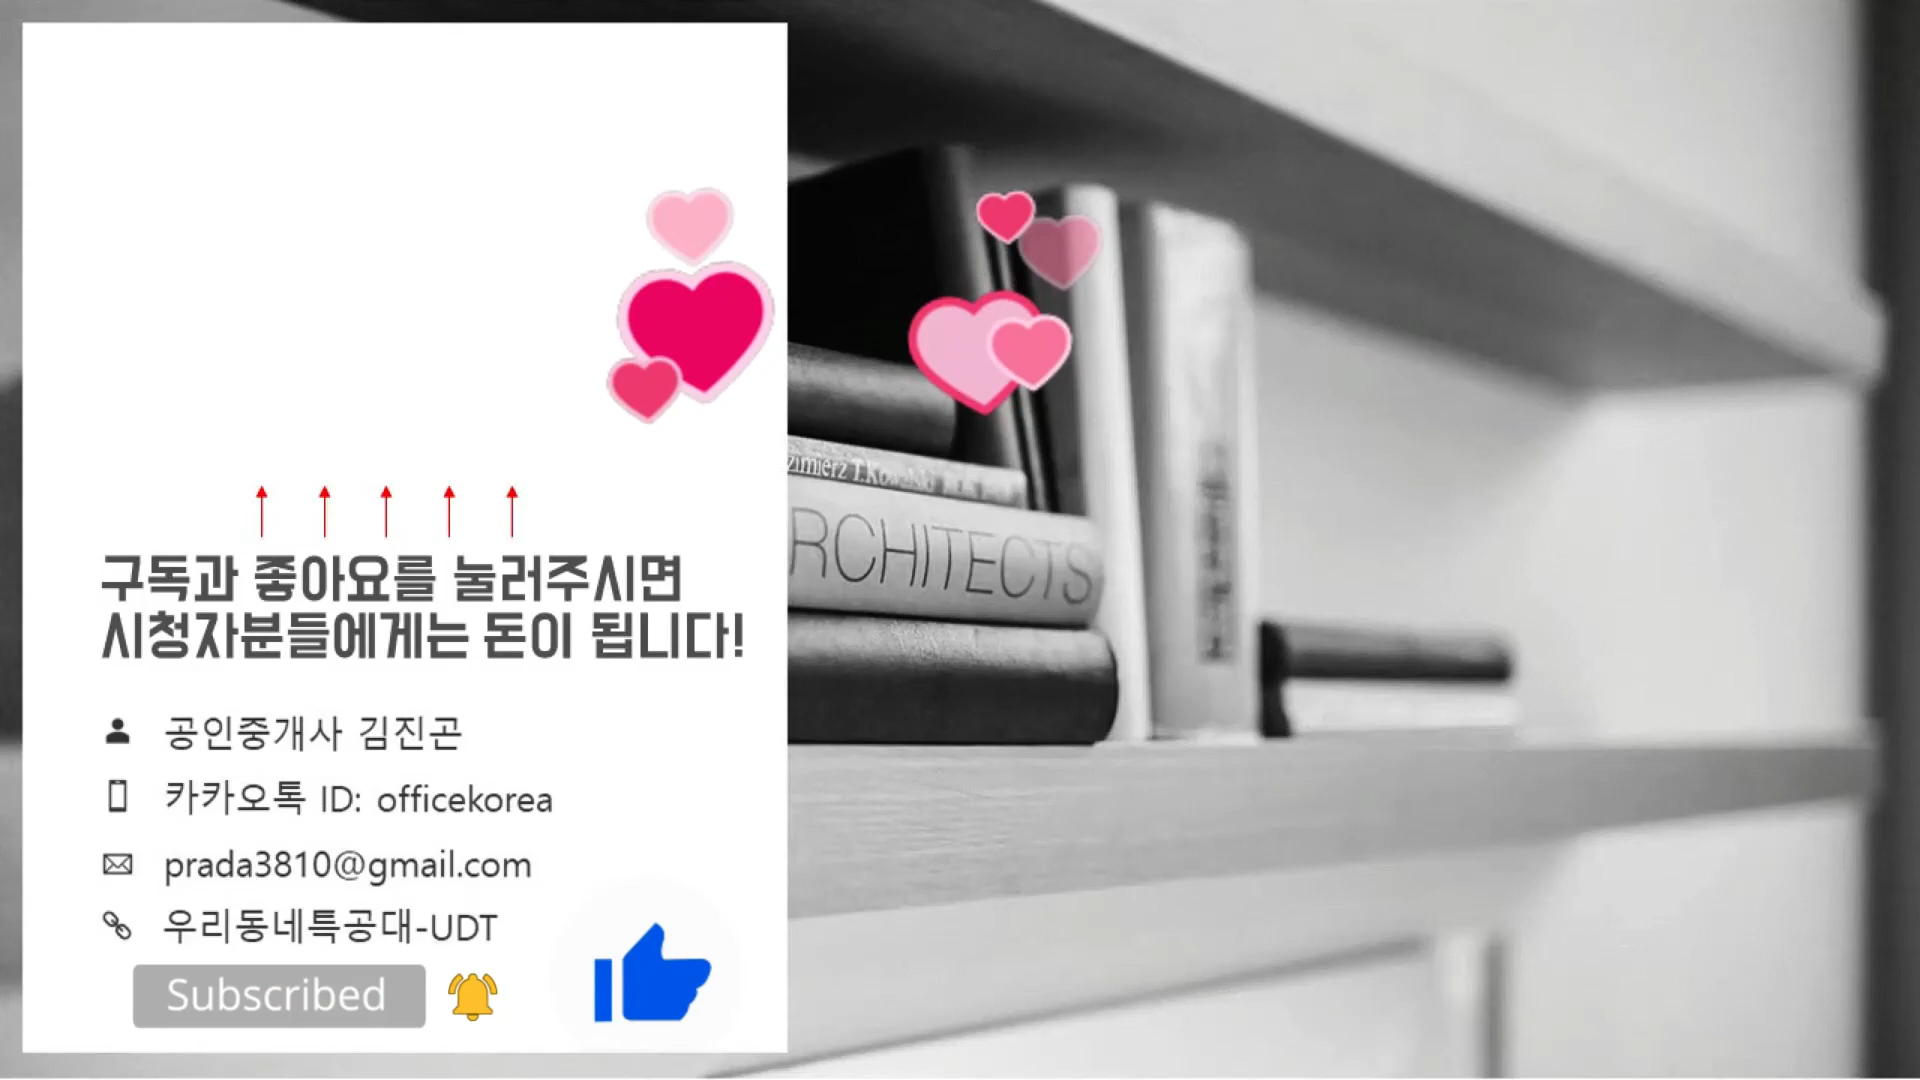 구독과 좋아요를 눌러주시면
시청자분들에게는 돈이 됩니다!
공인중개사 김진곤
카카오톡 ID: officekorea
prada3810@gmail.com
우리동네특공대-UDT
Subscribed
zimierz T.Kowalski
RCHITECTS